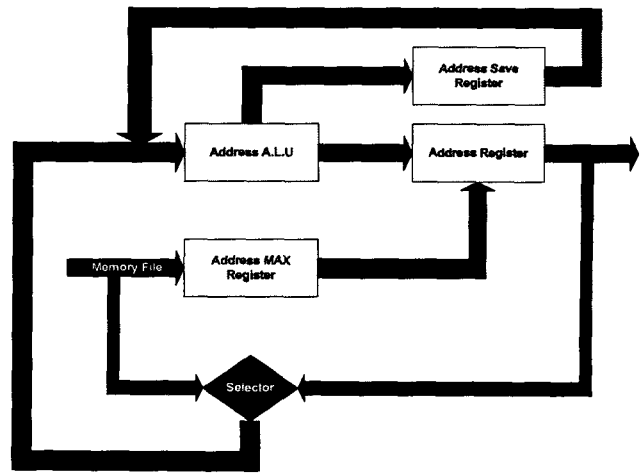 Address Save
Register
Address A.L.U
Address Register
Memory File
Address MAX
Register
Selector